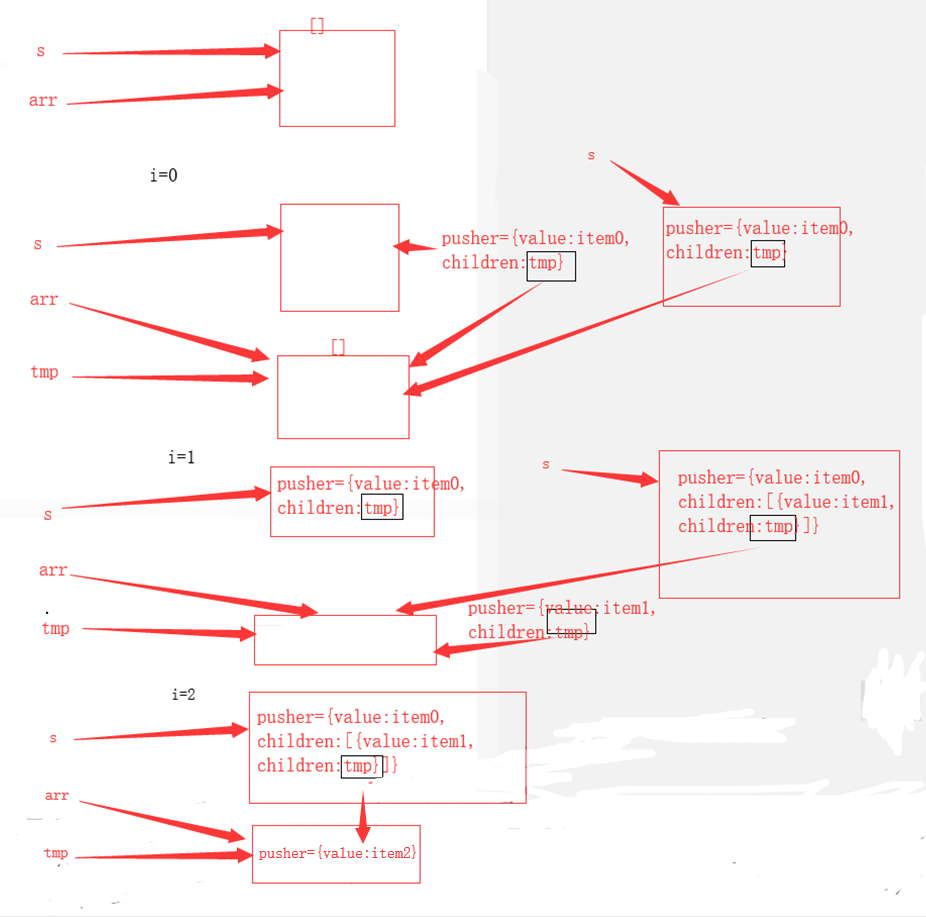 []
s
arr
i=0
s
s
pusher={value:item0,
children:tmp}
pusher={value:item0,
children:tmp}
arr
[]
tmp
i=1
s
pusher={value:item0,
children:tmp}
s
pusher={value:item0,
children:[{value:item1,
children:tmp}]}
arr
.
tmp
pusher={value:item1,
children:tmp}
i=2
s
pusher={value:item0,
children:[{value:item1,
children:tmp}]}
arr
tmp
pusher={value:item2}